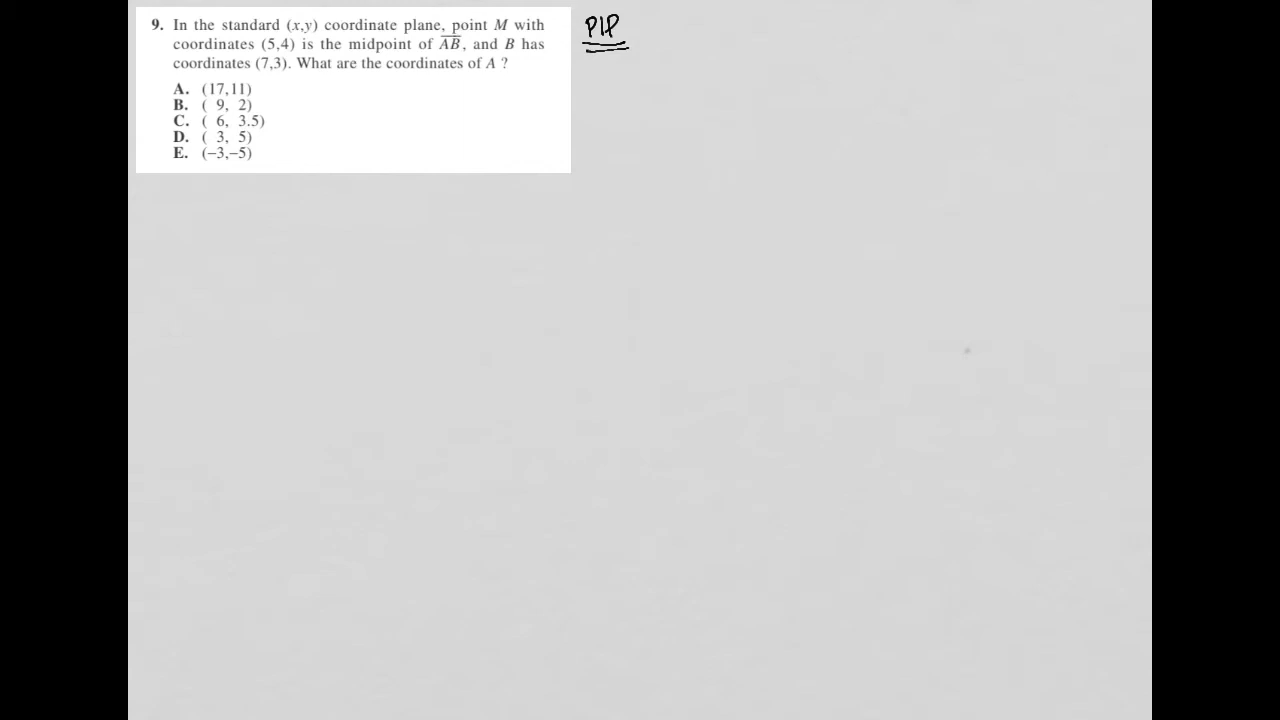 9. In the standard (x,y) coordinate plane, point M with
coordinates (5,4) is the midpoint of A̅B̅, and B has
coordinates (7,3). What are the coordinates of A ?
A. (17,11)
B. ( 9, 2)
C. ( 6, 3.5)
D. ( 3, 5)
E. (−3,−5)
PIP